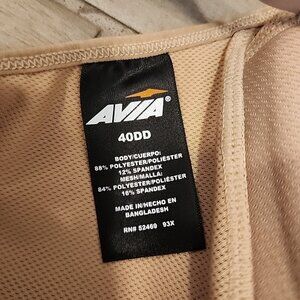 AVIA®
40DD
BODY/CUERPO:
88% POLYESTER/POLIÉSTER
12% SPANDEX
MESH/MALLA:
84% POLYESTER/POLIÉSTER
16% SPANDEX
MADE IN/HECHO EN
BANGLADESH
RN# 52469 93X